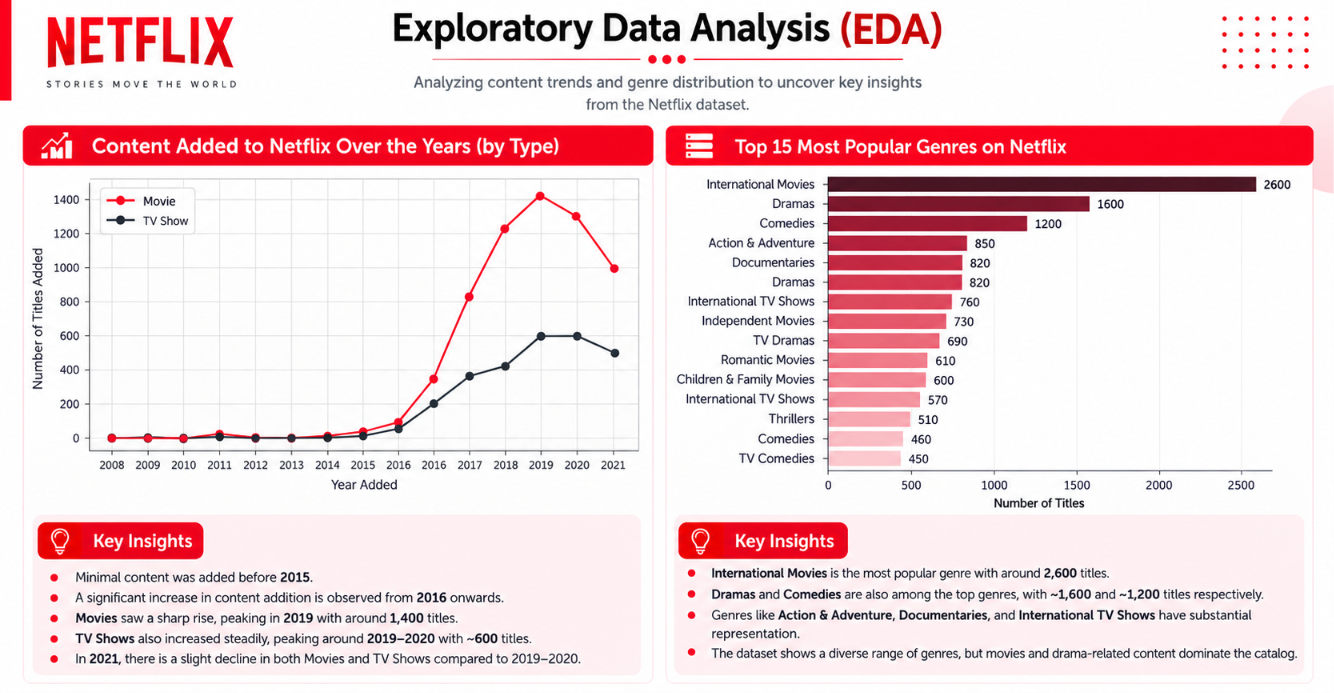 NETFLIX
STORIES MOVE THE WORLD
Exploratory Data Analysis (EDA)
Analyzing content trends and genre distribution to uncover key insights
from the Netflix dataset.
Content Added to Netflix Over the Years (by Type)
Movie
TV Show
Number of Titles Added
1400
1200
1000
800
600
400
200
0
2008 2009 2010 2011 2012 2013 2014 2015 2016 2016 2017 2018 2019 2020 2021
Year Added
Key Insights
Minimal content was added before 2015.
A significant increase in content addition is observed from 2016 onwards.
Movies saw a sharp rise, peaking in 2019 with around 1,400 titles.
TV Shows also increased steadily, peaking around 2019–2020 with ~600 titles.
In 2021, there is a slight decline in both Movies and TV Shows compared to 2019–2020.
Top 15 Most Popular Genres on Netflix
International Movies 2600
Dramas 1600
Comedies 1200
Action & Adventure 850
Documentaries 820
Dramas 820
International TV Shows 760
Independent Movies 730
TV Dramas 690
Romantic Movies 610
Children & Family Movies 600
International TV Shows 570
Thrillers 510
Comedies 460
TV Comedies 450
0 500 1000 1500 2000 2500
Number of Titles
Key Insights
International Movies is the most popular genre with around 2,600 titles.
Dramas and Comedies are also among the top genres, with ~1,600 and ~1,200 titles respectively.
Genres like Action & Adventure, Documentaries, and International TV Shows have substantial
representation.
The dataset shows a diverse range of genres, but movies and drama-related content dominate the catalog.